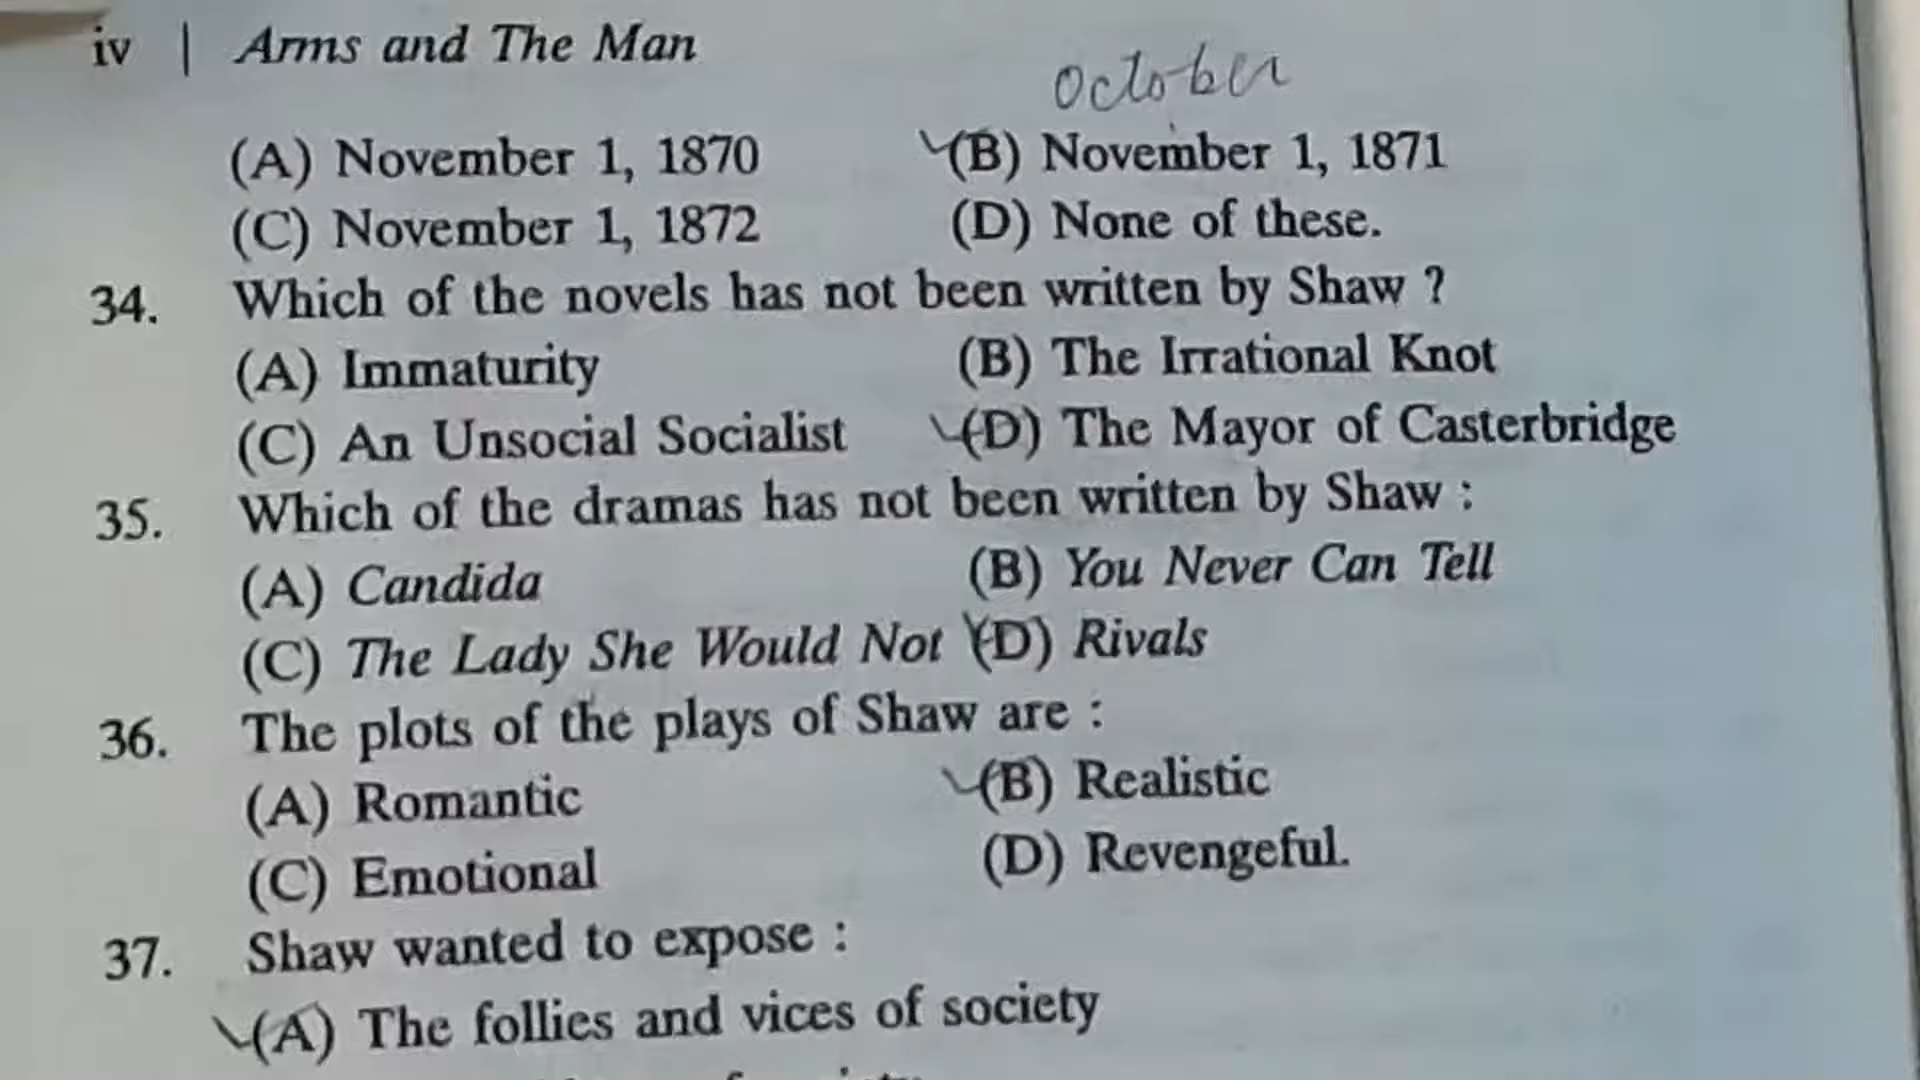 iv | Arms and The Man
October
(A) November 1, 1870 (B) November 1, 1871
(C) November 1, 1872 (D) None of these.
34. Which of the novels has not been written by Shaw ?
(A) Immaturity (B) The Irrational Knot
(C) An Unsocial Socialist (D) The Mayor of Casterbridge
35. Which of the dramas has not been written by Shaw :
(A) Candida (B) You Never Can Tell
(C) The Lady She Would Not (D) Rivals
36. The plots of the plays of Shaw are :
(A) Romantic (B) Realistic
(C) Emotional (D) Revengeful.
37. Shaw wanted to expose :
(A) The follies and vices of society